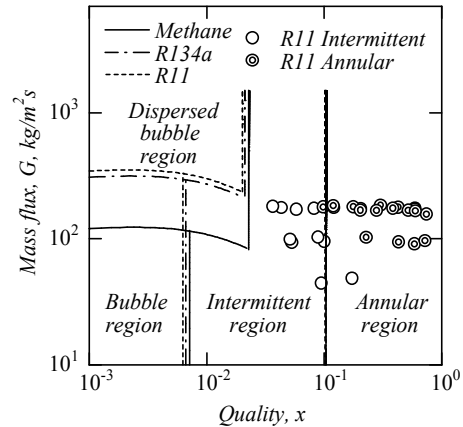 Methane
R134a
R11
R11 Intermittent
R11 Annular
Dispersed
bubble
region
Bubble
region
Intermittent
region
Annular
region
Mass flux, G, kg/m²s
10³
10²
10¹
10⁻³
10⁻²
10⁻¹
10⁰
Quality, x